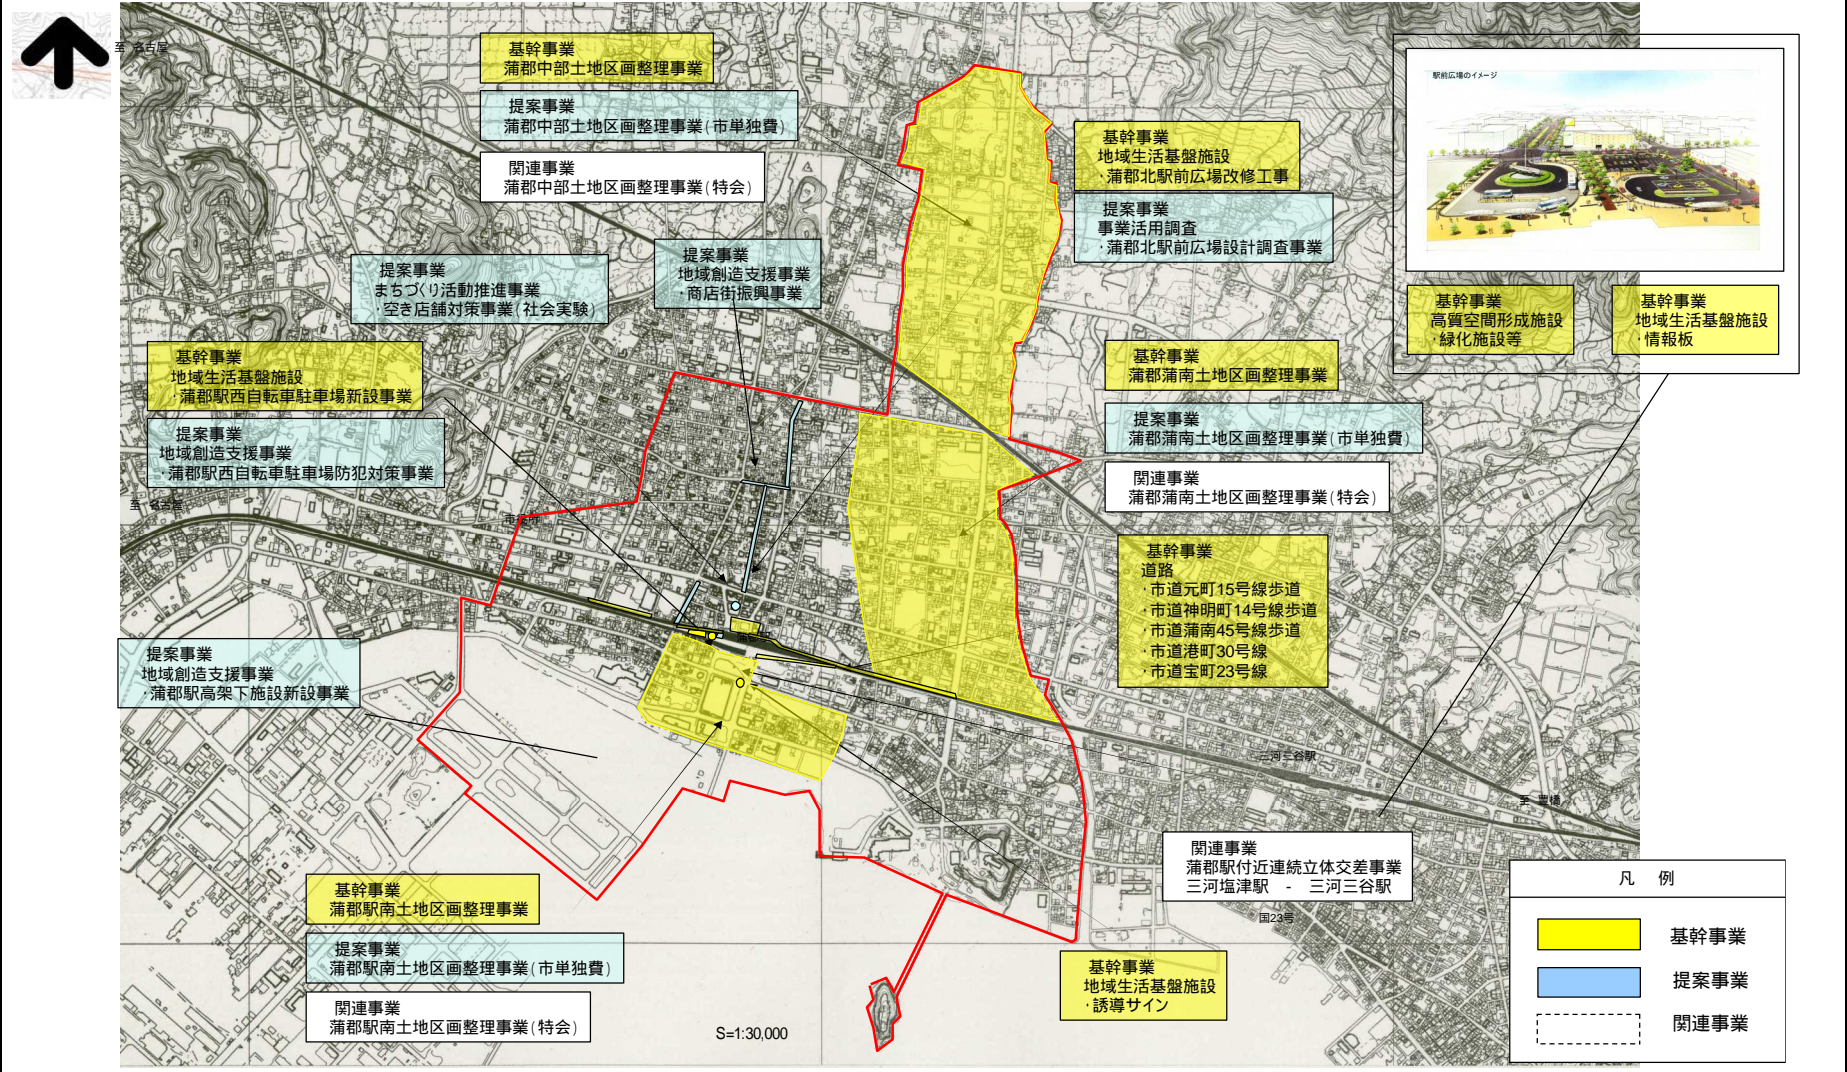 至 名古屋
基幹事業
蒲郡中部土地区画整理事業
提案事業
蒲郡中部土地区画整理事業(市単独費)
関連事業
蒲郡中部土地区画整理事業(特会)
基幹事業
地域生活基盤施設
・蒲郡北駅前広場改修工事
提案事業
事業活用調査
・蒲郡北駅前広場設計調査事業
駅前広場のイメージ
基幹事業
高質空間形成施設
・緑化施設等
基幹事業
地域生活基盤施設
・情報板
提案事業
まちづくり活動推進事業
・空き店舗対策事業(社会実験)
提案事業
地域創造支援事業
・商店街振興事業
基幹事業
地域生活基盤施設
・蒲郡駅西自転車駐車場新設事業
提案事業
地域創造支援事業
・蒲郡駅西自転車駐車場防犯対策事業
基幹事業
蒲郡蒲南土地区画整理事業
提案事業
蒲郡蒲南土地区画整理事業(市単独費)
関連事業
蒲郡蒲南土地区画整理事業(特会)
至 名古屋
市役所
基幹事業
道路
・市道元町15号線歩道
・市道神明町14号線歩道
・市道蒲南45号線歩道
・市道港町30号線
・市道宝町23号線
提案事業
地域創造支援事業
・蒲郡駅高架下施設新設事業
三河三谷駅
至 豊橋
関連事業
蒲郡駅付近連続立体交差事業
三河塩津駅 - 三河三谷駅
国23号
基幹事業
蒲郡駅南土地区画整理事業
提案事業
蒲郡駅南土地区画整理事業(市単独費)
関連事業
蒲郡駅南土地区画整理事業(特会)
基幹事業
地域生活基盤施設
・誘導サイン
S=1:30,000
凡 例
基幹事業
提案事業
関連事業